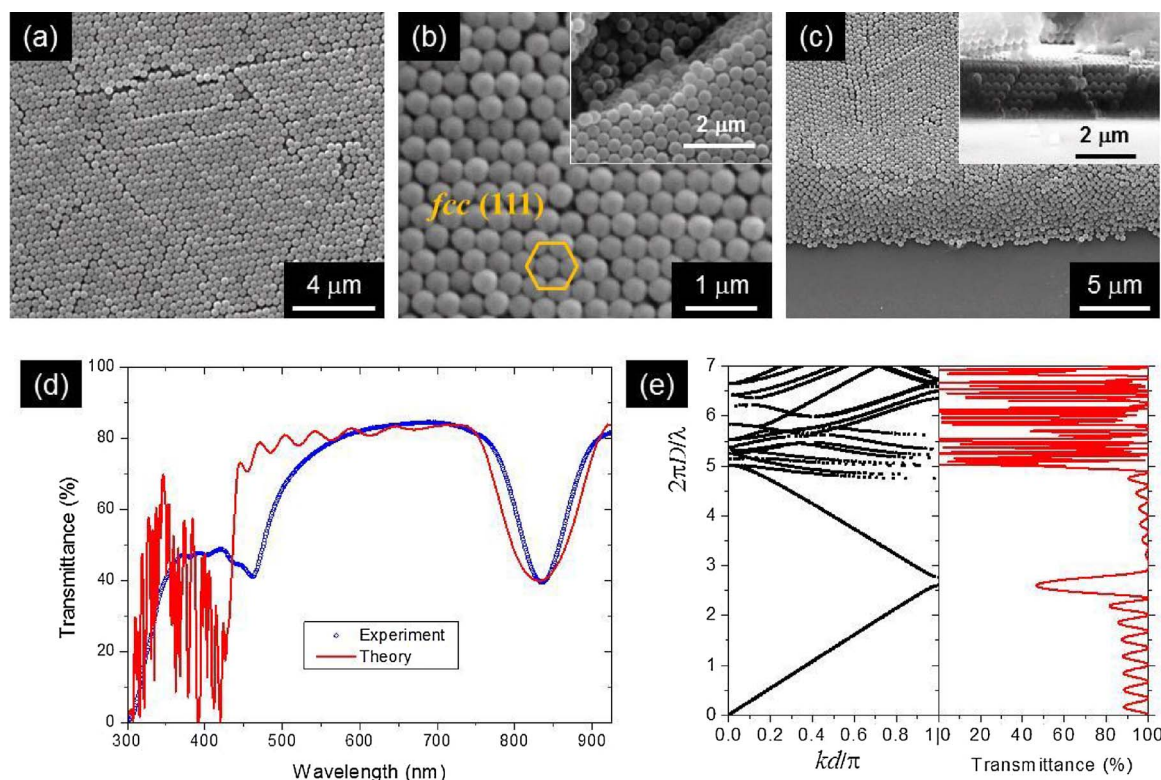 (a)
4 μm
(b)
2 μm
fcc (111)
1 μm
(c)
2 μm
5 μm
(d)
100
80
60
40
20
0
Transmittance (%)
Experiment
Theory
300 400 500 600 700 800 900
Wavelength (nm)
(e)
7
6
5
4
3
2
1
0
2πD/λ
0.0 0.2 0.4 0.6 0.8 1.0
kd/π
20 40 60 80 100
Transmittance (%)